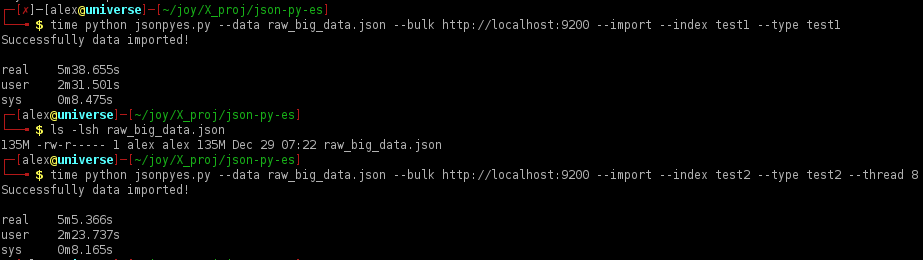 ┌─[✗]─[alex@universe]─[~/joy/X_proj/json-py-es]
└──╼ $ time python jsonpyes.py --data raw_big_data.json --bulk http://localhost:9200 --import --index test1 --type test1
Successfully data imported!
real 5m38.655s
user 2m31.501s
sys 0m8.475s
┌─[alex@universe]─[~/joy/X_proj/json-py-es]
└──╼ $ ls -lsh raw_big_data.json
135M -rw-r----- 1 alex alex 135M Dec 29 07:22 raw_big_data.json
┌─[alex@universe]─[~/joy/X_proj/json-py-es]
└──╼ $ time python jsonpyes.py --data raw_big_data.json --bulk http://localhost:9200 --import --index test2 --type test2 --thread 8
Successfully data imported!
real 5m5.366s
user 2m23.737s
sys 0m8.165s